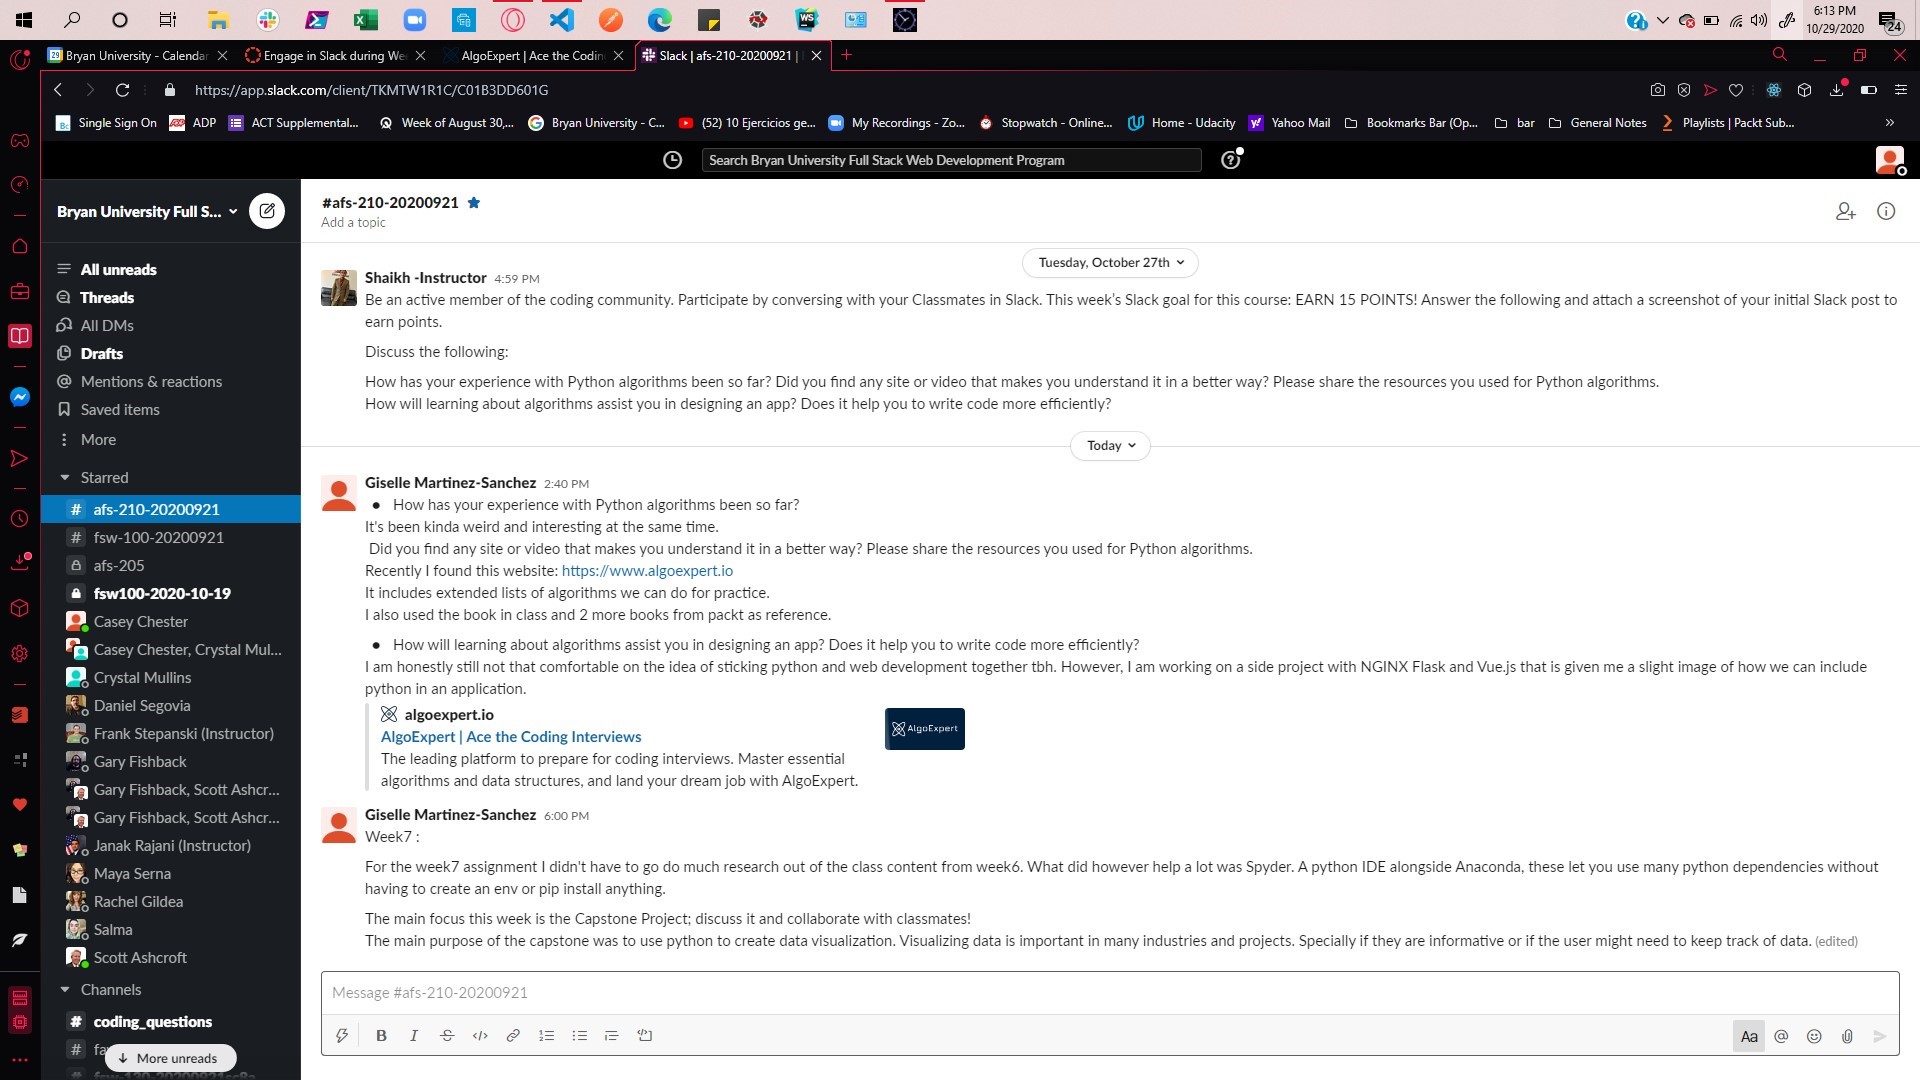 6:13 PM
10/29/2020
24
Bryan University - Calendar
Engage in Slack during We
AlgoExpert | Ace the Coding
Slack | afs-210-20200921 |
https://app.slack.com/client/TKMTW1R1C/C01B3DD601G
Single Sign On
ADP
ACT Supplemental...
Week of August 30,...
Bryan University - C...
(52) 10 Ejercicios ge...
My Recordings - Zo...
Stopwatch - Online...
Home - Udacity
Yahoo Mail
Bookmarks Bar (Op...
bar
General Notes
Playlists | Packt Sub...
Search Bryan University Full Stack Web Development Program
Bryan University Full S...
All unreads
Threads
All DMs
Drafts
Mentions & reactions
Saved items
More
Starred
# afs-210-20200921
# fsw-100-20200921
afs-205
fsw100-2020-10-19
Casey Chester
Casey Chester, Crystal Mul...
Crystal Mullins
Daniel Segovia
Frank Stepanski (Instructor)
Gary Fishback
Gary Fishback, Scott Ashcr...
Gary Fishback, Scott Ashcr...
Janak Rajani (Instructor)
Maya Serna
Rachel Gildea
Salma
Scott Ashcroft
Channels
# coding_questions
More unreads
#afs-210-20200921
Add a topic
Tuesday, October 27th
Shaikh -Instructor 4:59 PM
Be an active member of the coding community. Participate by conversing with your Classmates in Slack. This week's Slack goal for this course: EARN 15 POINTS! Answer the following and attach a screenshot of your initial Slack post to
earn points.
Discuss the following:
How has your experience with Python algorithms been so far? Did you find any site or video that makes you understand it in a better way? Please share the resources you used for Python algorithms.
How will learning about algorithms assist you in designing an app? Does it help you to write code more efficiently?
Today
Giselle Martinez-Sanchez 2:40 PM
• How has your experience with Python algorithms been so far?
It's been kinda weird and interesting at the same time.
Did you find any site or video that makes you understand it in a better way? Please share the resources you used for Python algorithms.
Recently I found this website: https://www.algoexpert.io
It includes extended lists of algorithms we can do for practice.
I also used the book in class and 2 more books from packt as reference.
• How will learning about algorithms assist you in designing an app? Does it help you to write code more efficiently?
I am honestly still not that comfortable on the idea of sticking python and web development together tbh. However, I am working on a side project with NGINX Flask and Vue.js that is given me a slight image of how we can include
python in an application.
algoexpert.io
AlgoExpert | Ace the Coding Interviews
The leading platform to prepare for coding interviews. Master essential
algorithms and data structures, and land your dream job with AlgoExpert.
AlgoExpert
Giselle Martinez-Sanchez 6:00 PM
Week7 :
For the week7 assignment I didn't have to go do much research out of the class content from week6. What did however help a lot was Spyder. A python IDE alongside Anaconda, these let you use many python dependencies without
having to create an env or pip install anything.
The main focus this week is the Capstone Project; discuss it and collaborate with classmates!
The main purpose of the capstone was to use python to create data visualization. Visualizing data is important in many industries and projects. Specially if they are informative or if the user might need to keep track of data. (edited)
Message #afs-210-20200921
B
I
Aa
@